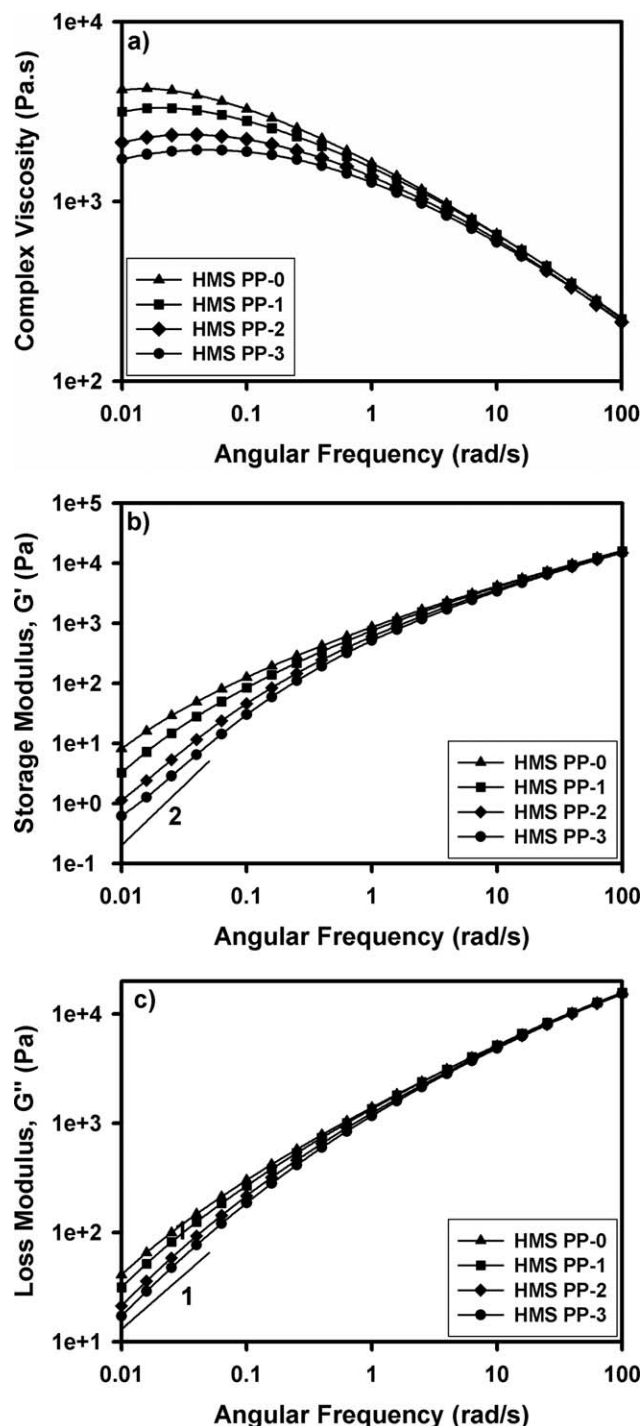 a)
1e+4
1e+3
1e+2
Complex Viscosity (Pa.s)
HMS PP-0
HMS PP-1
HMS PP-2
HMS PP-3
0.01 0.1 1 10 100
Angular Frequency (rad/s)
b)
1e+5
1e+4
1e+3
1e+2
1e+1
1e+0
1e-1
Storage Modulus, G' (Pa)
2
HMS PP-0
HMS PP-1
HMS PP-2
HMS PP-3
0.01 0.1 1 10 100
Angular Frequency (rad/s)
c)
1e+4
1e+3
1e+2
1e+1
Loss Modulus, G" (Pa)
1
1
HMS PP-0
HMS PP-1
HMS PP-2
HMS PP-3
0.01 0.1 1 10 100
Angular Frequency (rad/s)